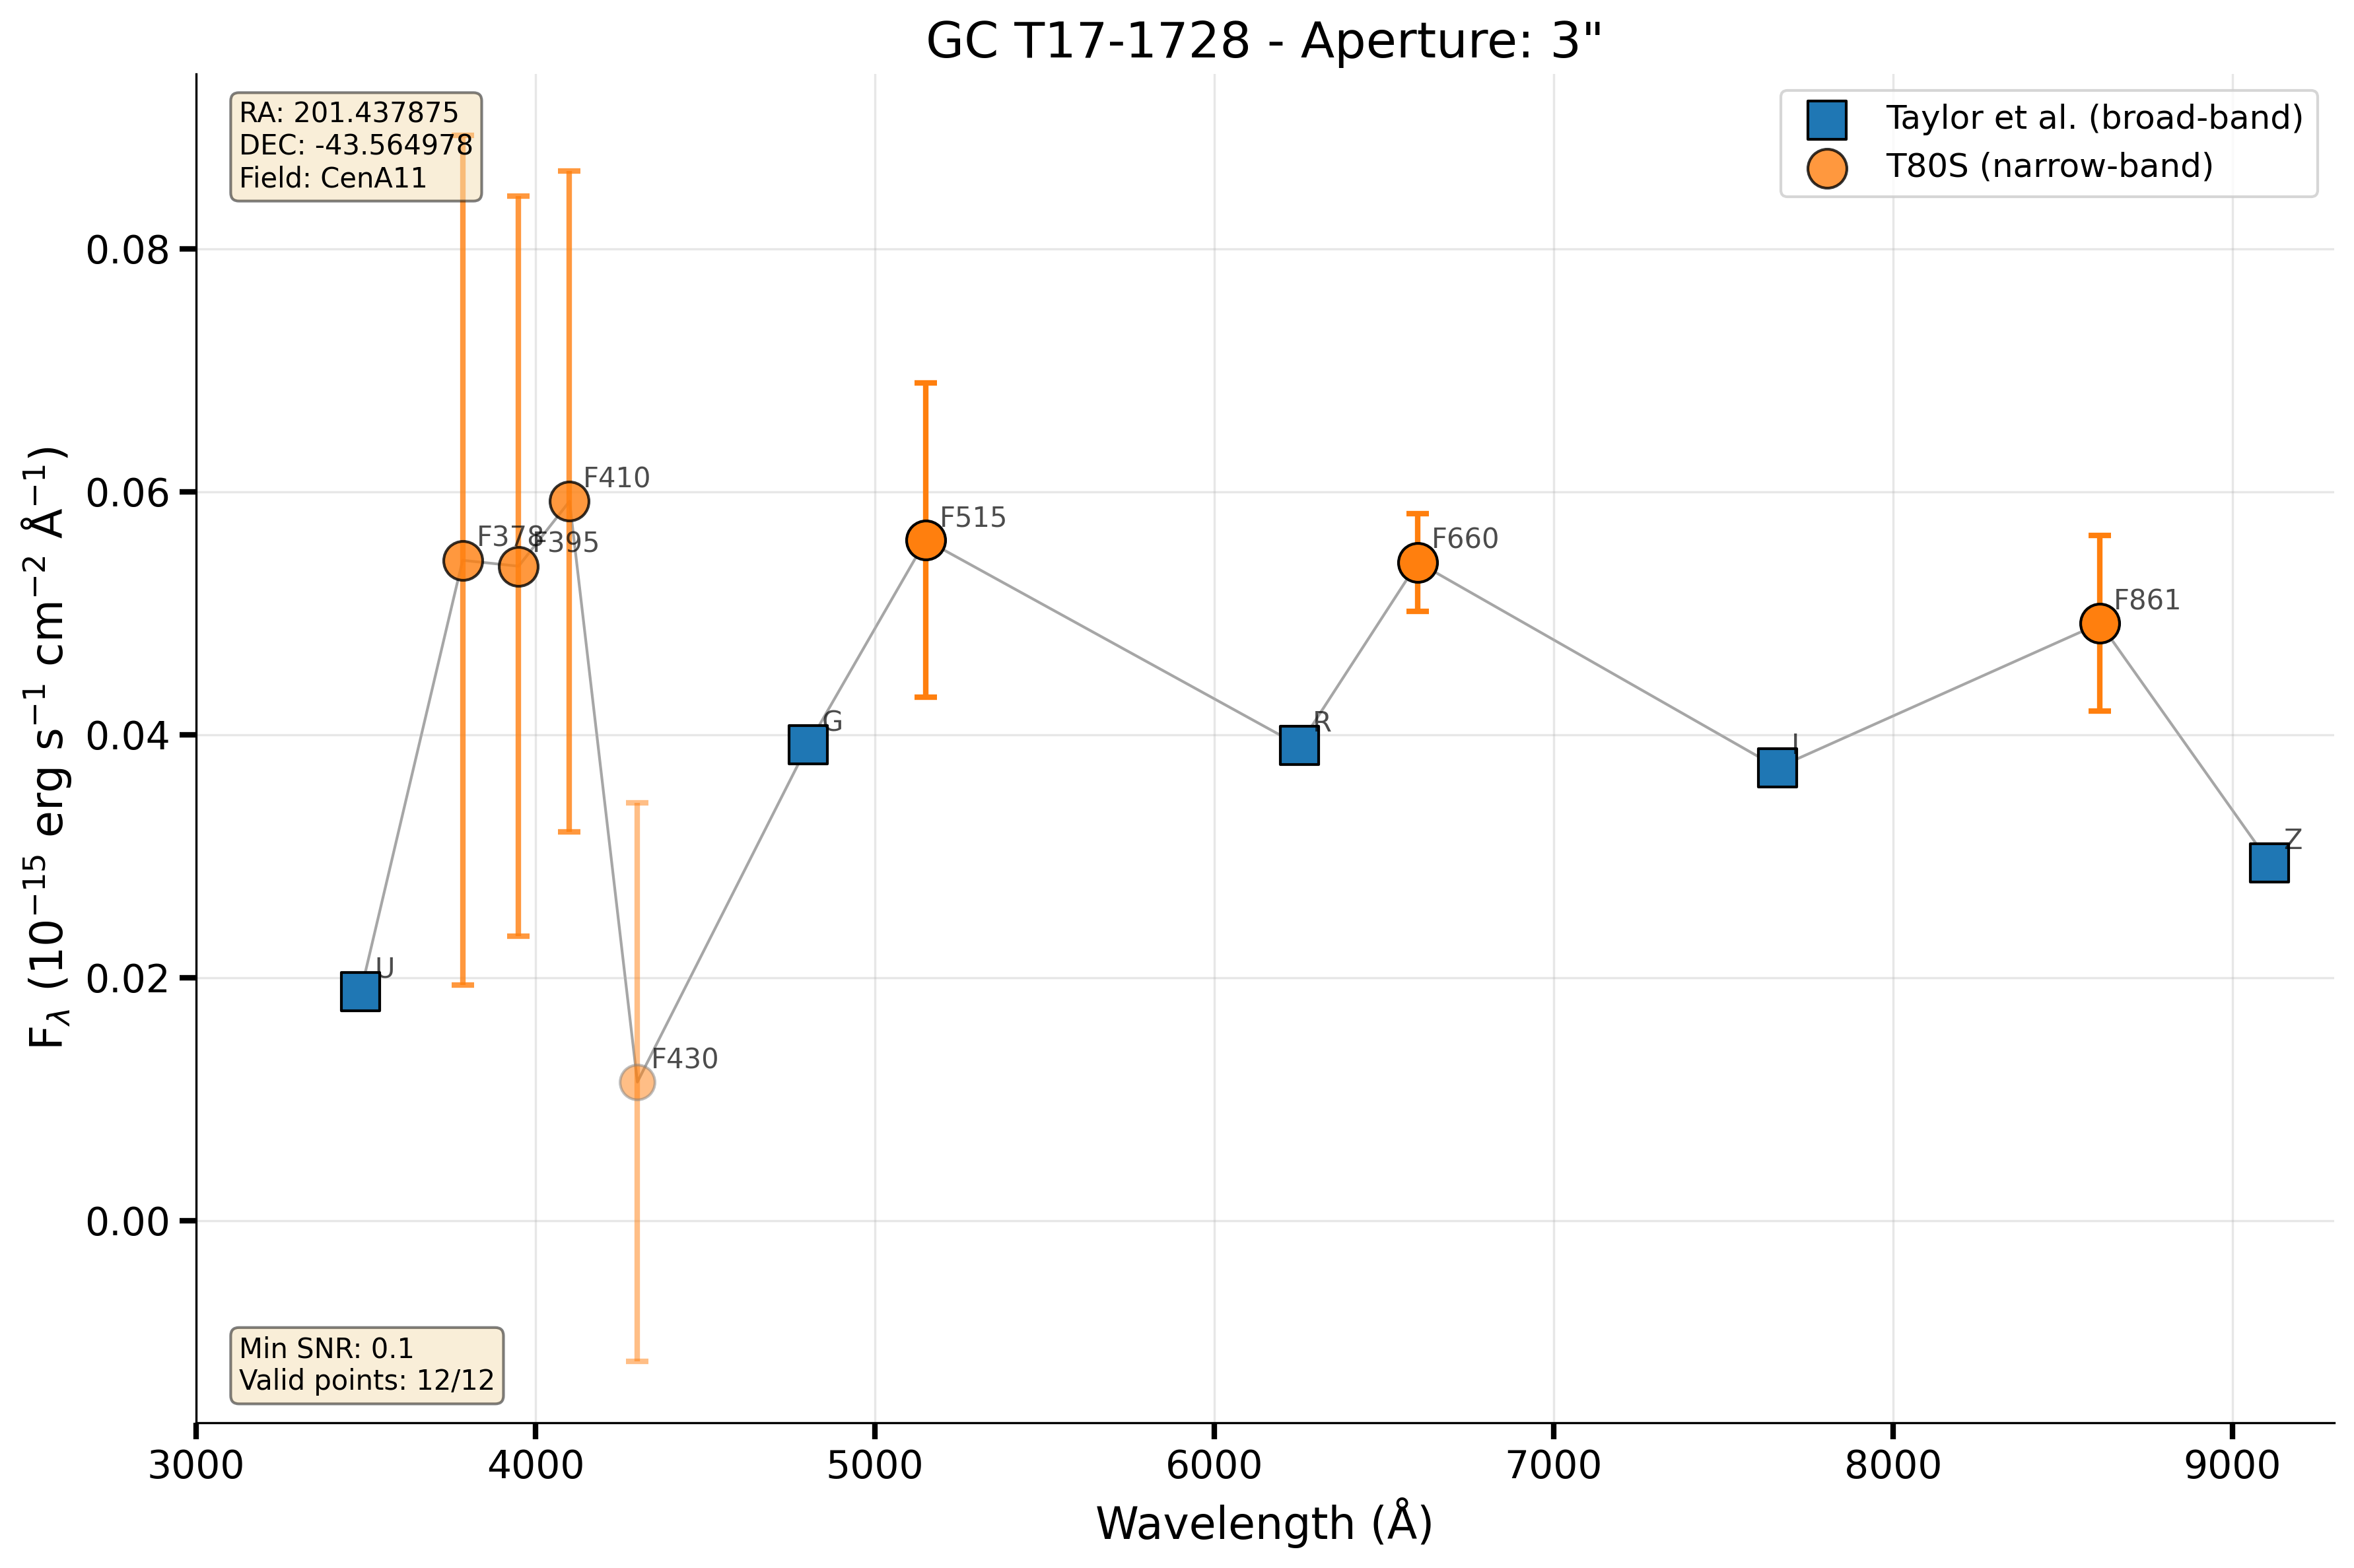 GC T17-1728 - Aperture: 3"
RA: 201.437875
DEC: -43.564978
Field: CenA11
Taylor et al. (broad-band)
T80S (narrow-band)
0.08
0.06
0.04
0.02
0.00
F378
F395
F410
F430
F515
F660
F861
U
G
R
I
Z
Min SNR: 0.1
Valid points: 12/12
3000
4000
5000
6000
7000
8000
9000
Wavelength (Å)
F_λ (10⁻¹⁵ erg s⁻¹ cm⁻² Å⁻¹)